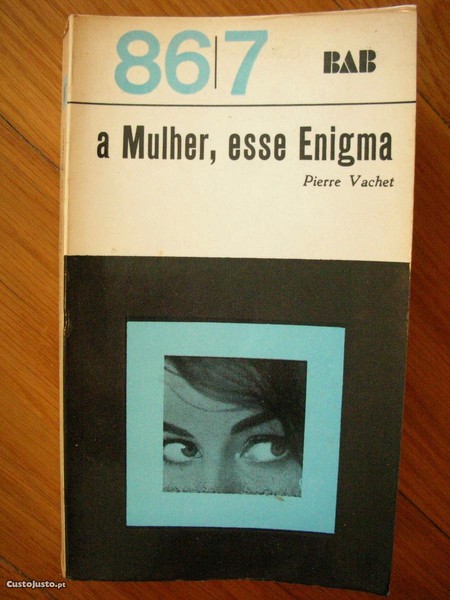 86|7 BAB
a Mulher, esse Enigma
Pierre Vachet
CustoJusto.pt